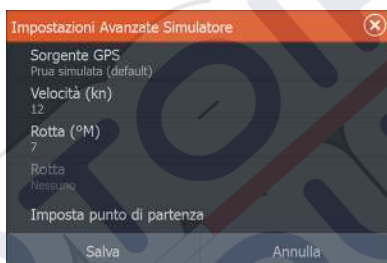 Impostazioni Avanzate Simulatore
Sorgente GPS
Prua simulata (default)
Velocità (kn)
12
Rotta (°M)
7
Rotta
Nessuno
Imposta punto di partenza
Salva Annulla